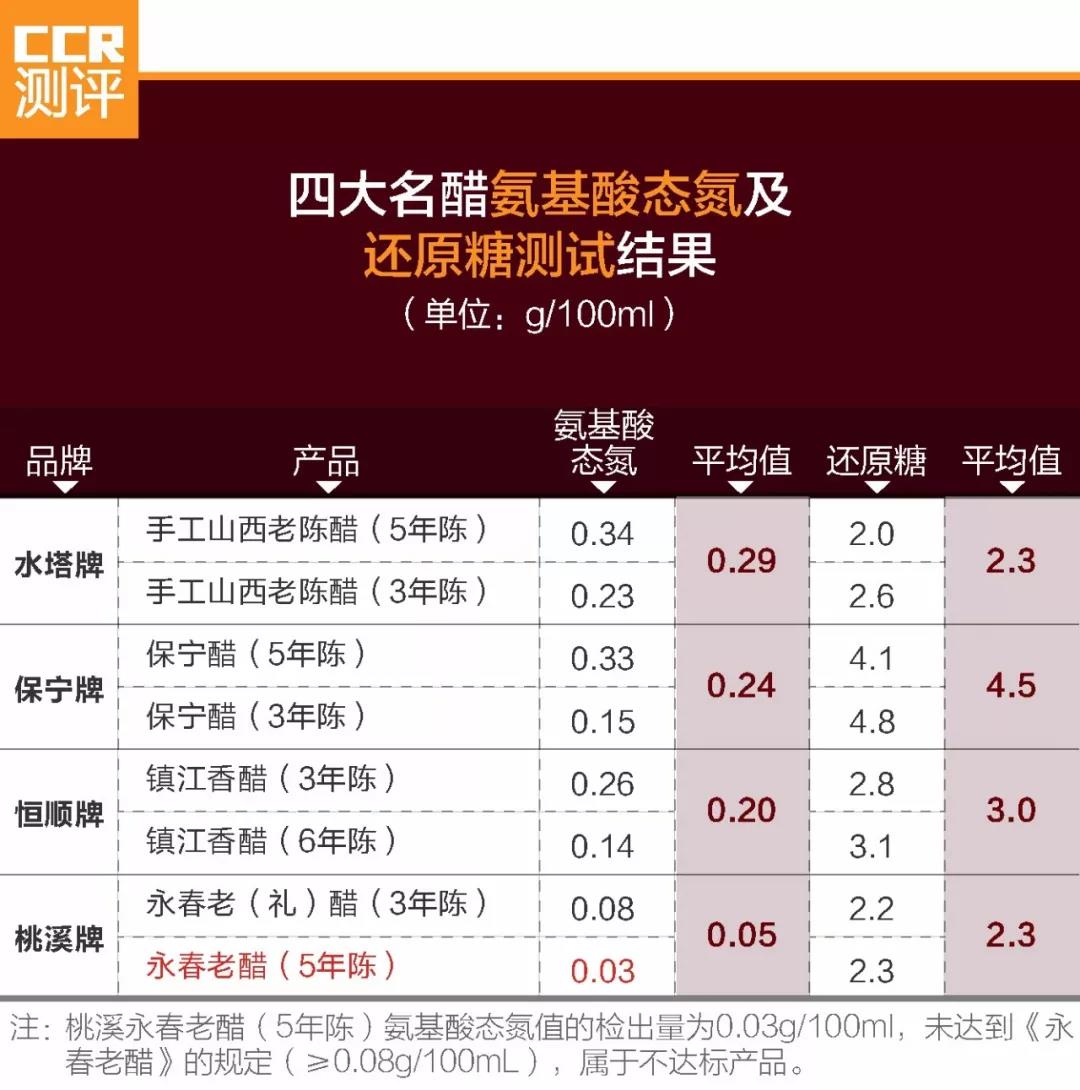 CCR
测评
四大名醋氨基酸态氮及
还原糖测试结果
（单位：g/100ml）
品牌 产品 氨基酸态氮 平均值 还原糖 平均值
水塔牌 手工山西老陈醋（5年陈） 0.34 0.29 2.0 2.3
手工山西老陈醋（3年陈） 0.23 2.6
保宁牌 保宁醋（5年陈） 0.33 0.24 4.1 4.5
保宁醋（3年陈） 0.15 4.8
恒顺牌 镇江香醋（3年陈） 0.26 0.20 2.8 3.0
镇江香醋（6年陈） 0.14 3.1
桃溪牌 永春老（礼）醋（3年陈） 0.08 0.05 2.2 2.3
永春老醋（5年陈） 0.03 2.3
注：桃溪永春老醋（5年陈）氨基酸态氮值的检出量为0.03g/100ml，未达到《永
春老醋》的规定（≥0.08g/100mL），属于不达标产品。